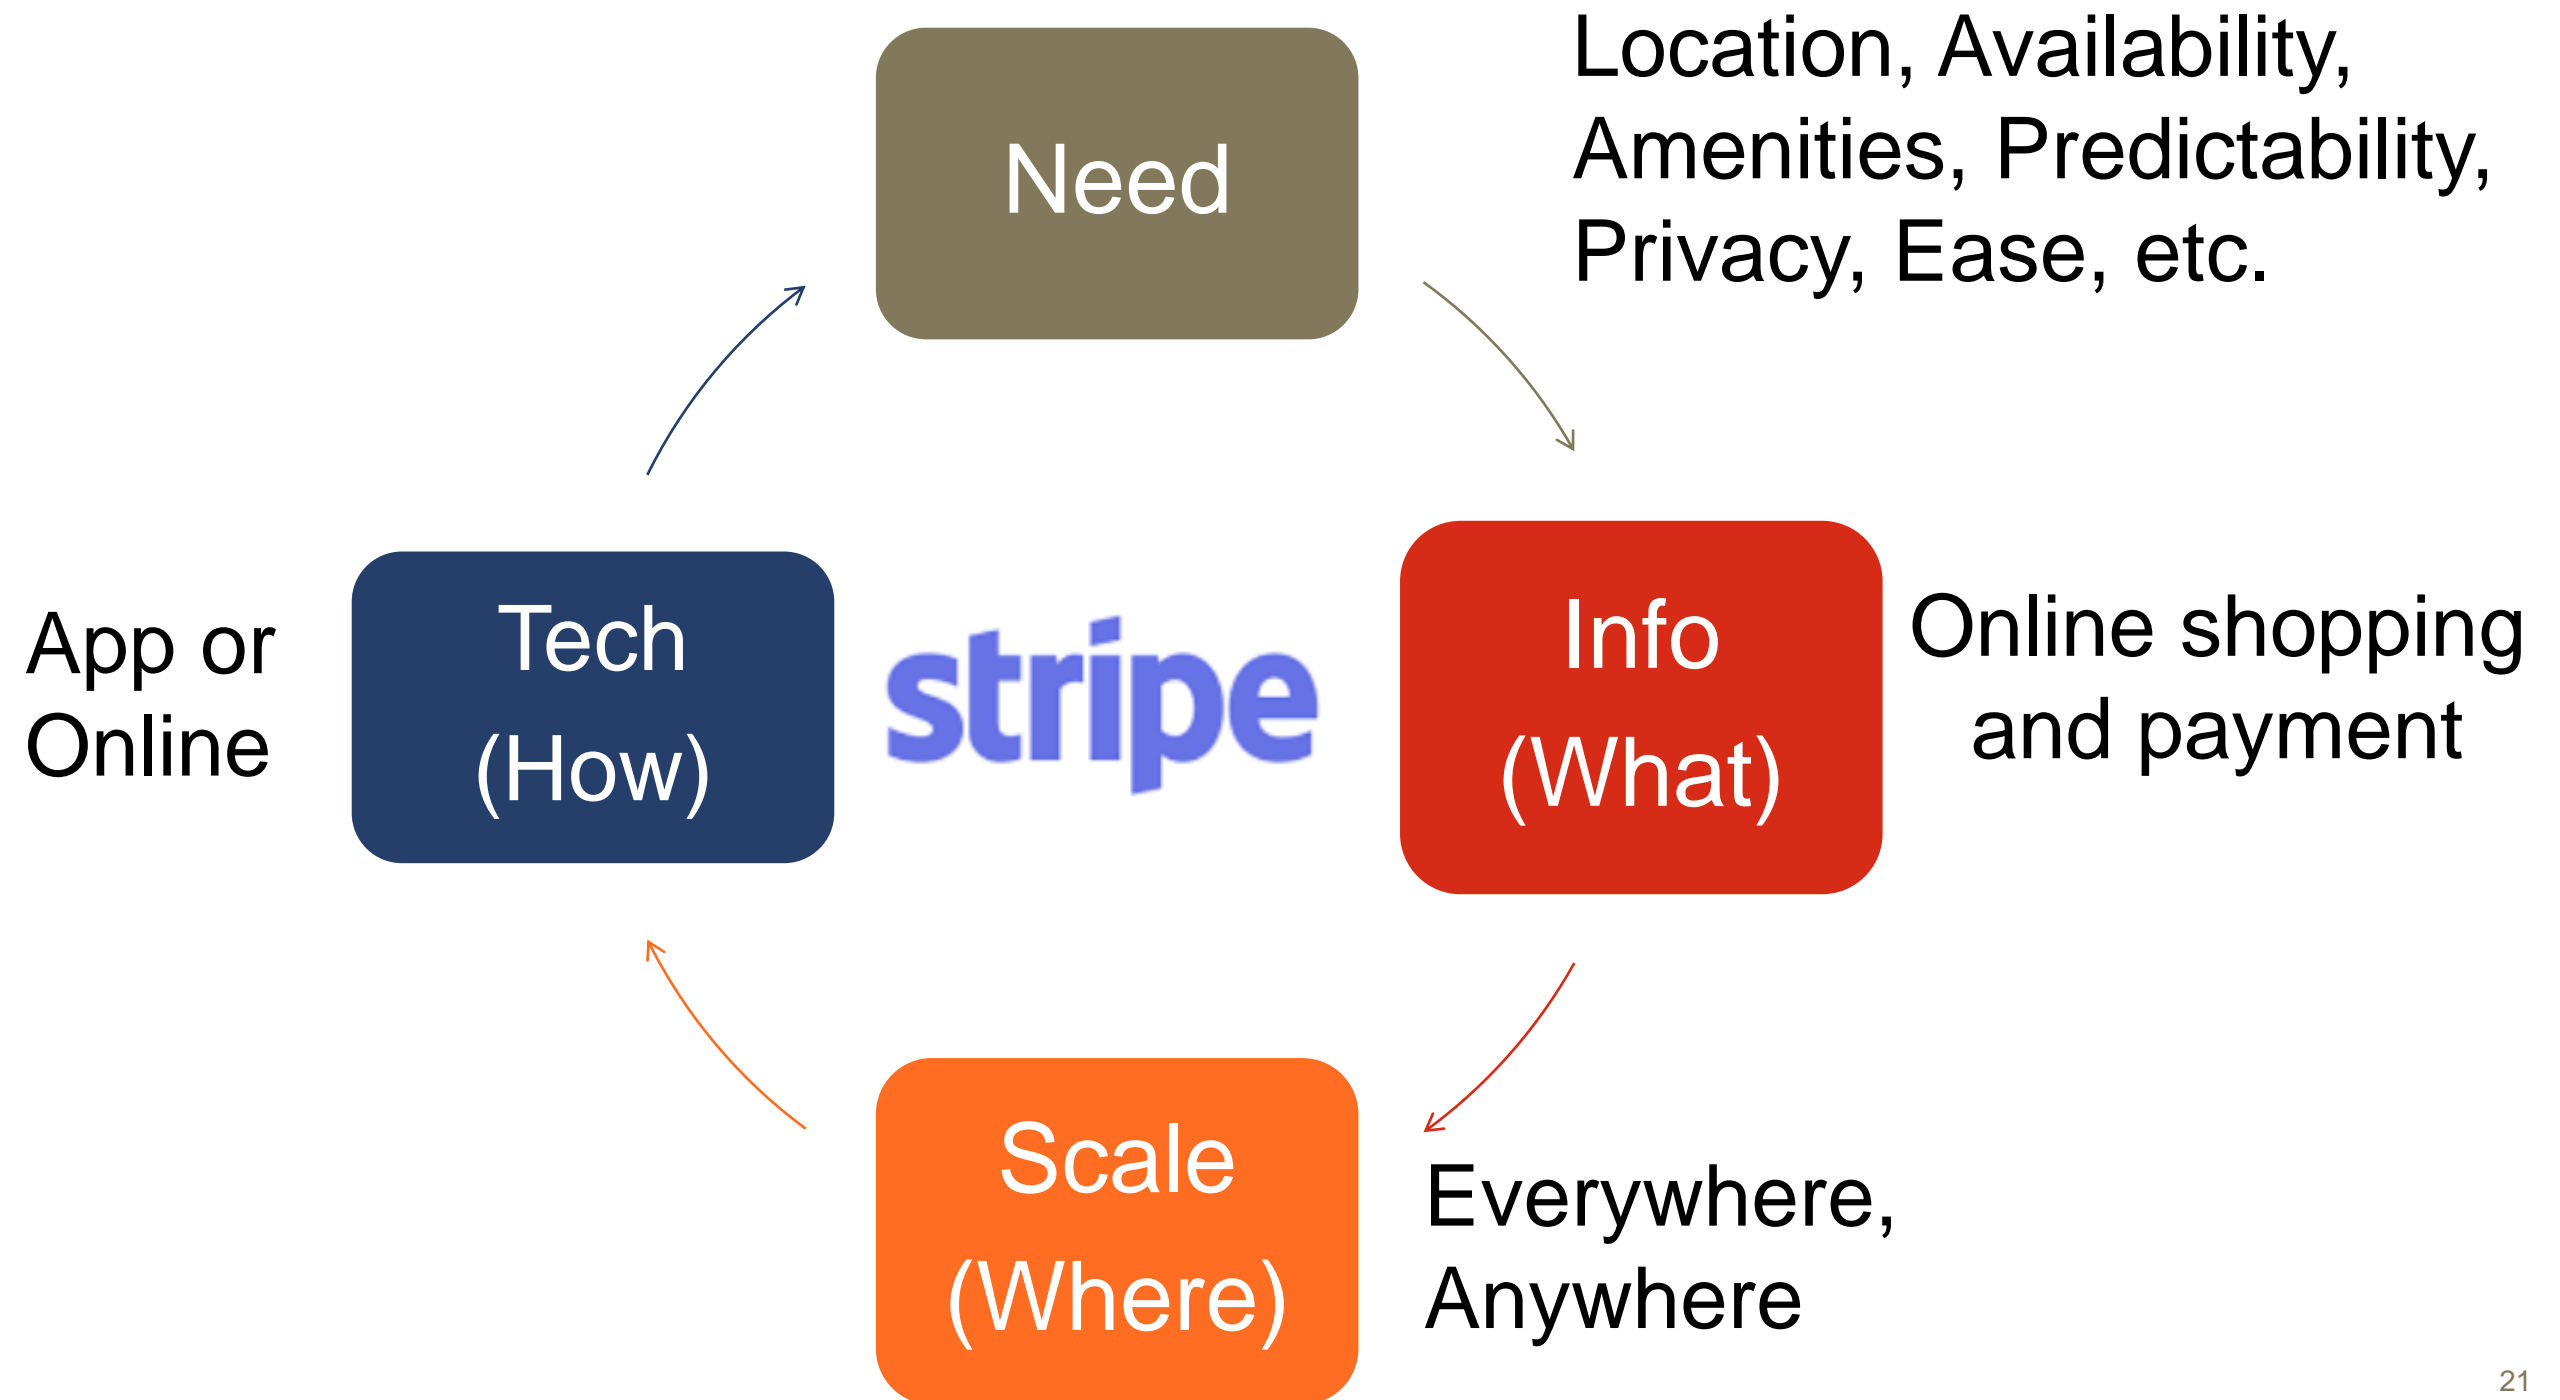 Need
Location, Availability,
Amenities, Predictability,
Privacy, Ease, etc.
App or
Online
Tech
(How)
stripe
Info
(What)
Online shopping
and payment
Scale
(Where)
Everywhere,
Anywhere
21